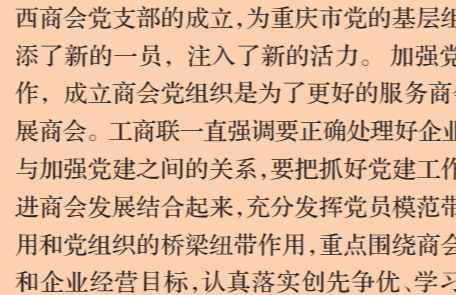 西商会党支部的成立，为重庆市党的基层组
添了新的一员，注入了新的活力。 加强党
作，成立商会党组织是为了更好的服务商会
展商会。工商联一直强调要正确处理好企业
与加强党建之间的关系，要把抓好党建工作
进商会发展结合起来，充分发挥党员模范带
用和党组织的桥梁纽带作用，重点围绕商会
和企业经营目标，认真落实创先争优、学习